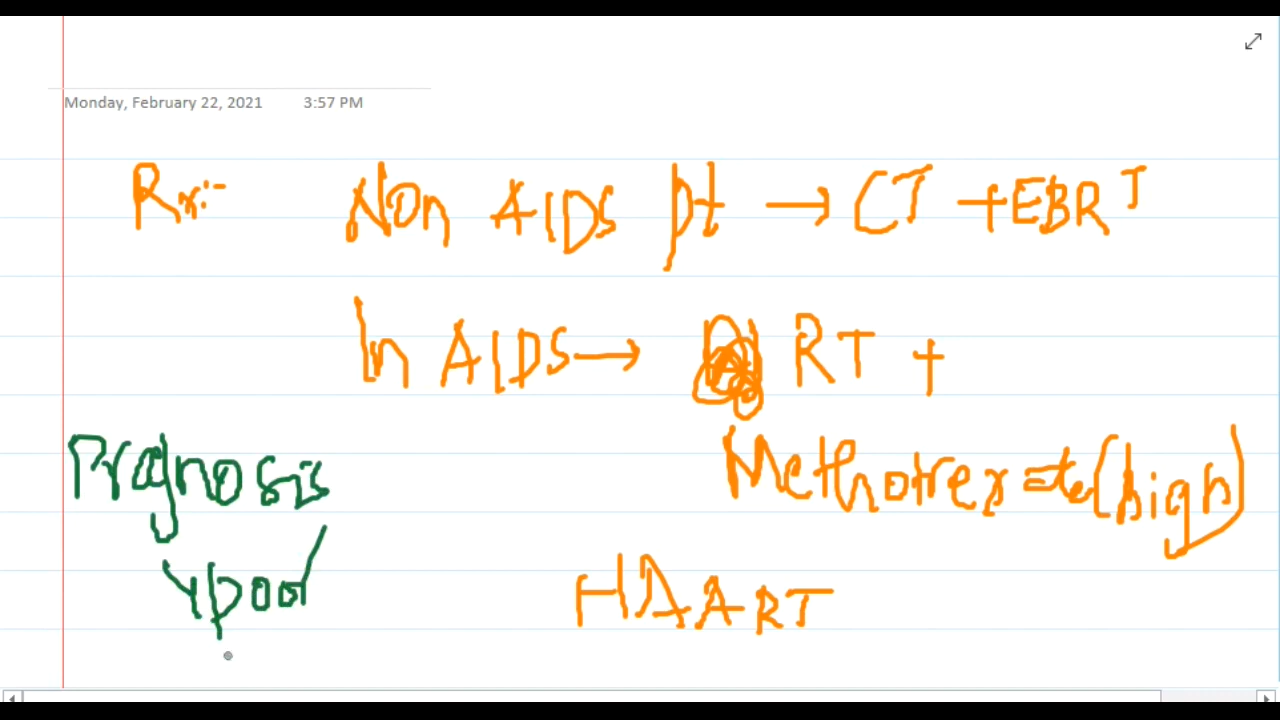 Monday, February 22, 2021 3:57 PM
Rx:- Non AIDS pt → CT + EBRT
In AIDS → RT +
Methotrexate (high)
Prognosis
poor
HAART